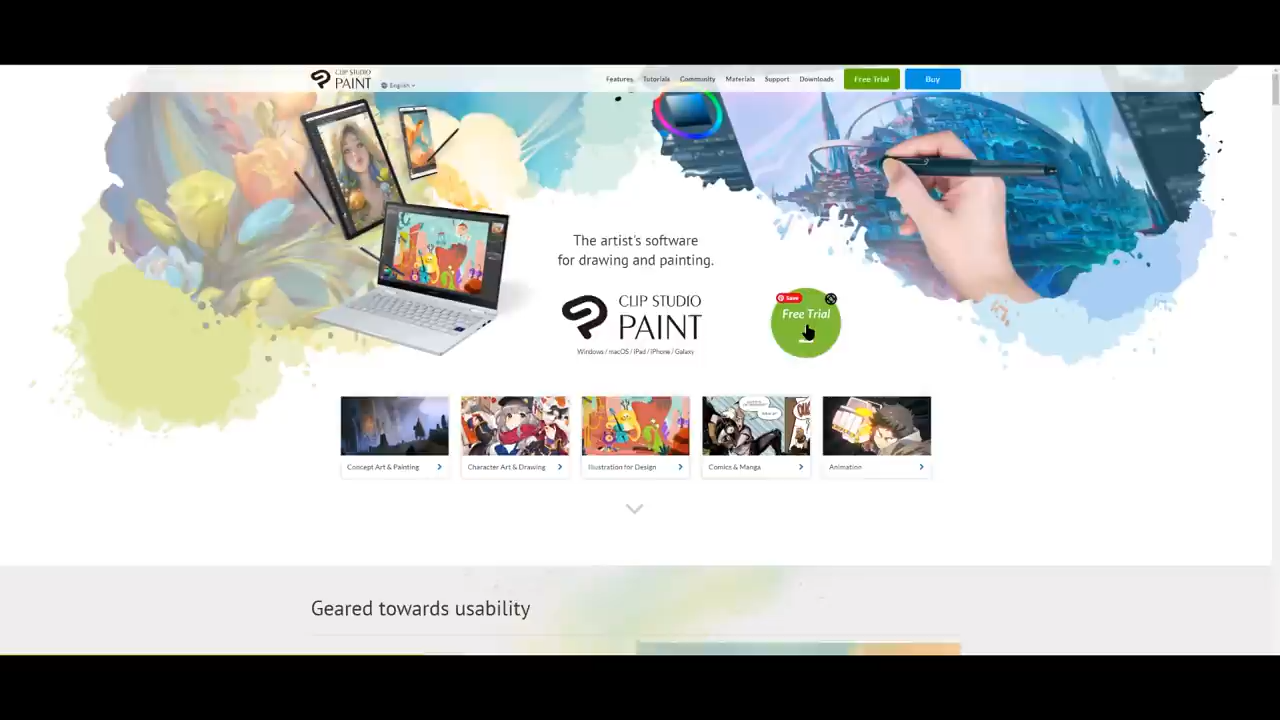 CLIP STUDIO
PAINT
English
Features
Tutorials
Community
Materials
Support
Downloads
Free Trial
Buy
The artist's software
for drawing and painting.
CLIP STUDIO
PAINT
Windows / macOS / iPad / iPhone / Galaxy
Save
Free Trial
Concept Art & Painting
Character Art & Drawing
Illustration for Design
Comics & Manga
Animation
Geared towards usability